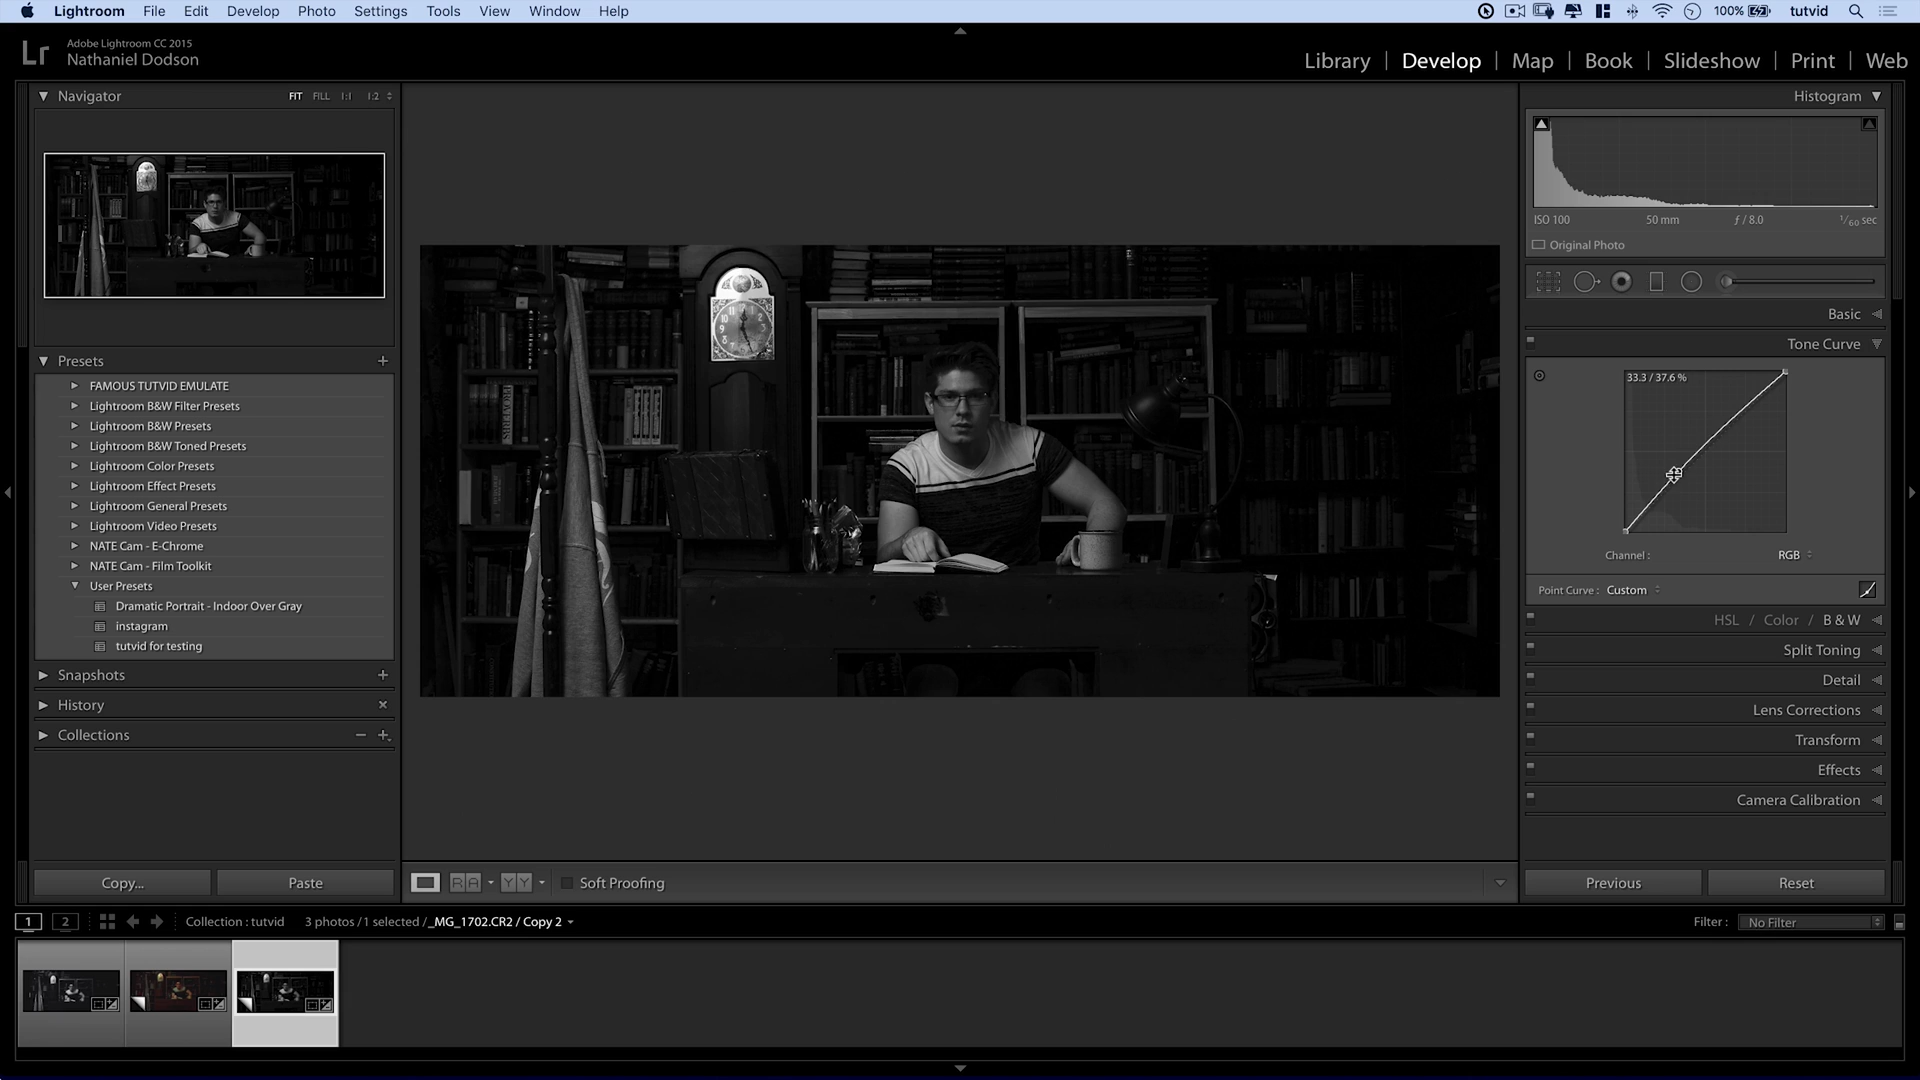 Lightroom File Edit Develop Photo Settings Tools View Window Help 100% tutvid
Lr Adobe Lightroom CC 2015
Nathaniel Dodson
Library | Develop | Map | Book | Slideshow | Print | Web
Navigator FIT FILL 1:1 1:2
Presets +
FAMOUS TUTVID EMULATE
Lightroom B&W Filter Presets
Lightroom B&W Presets
Lightroom B&W Toned Presets
Lightroom Color Presets
Lightroom Effect Presets
Lightroom General Presets
Lightroom Video Presets
NATE Cam - E-Chrome
NATE Cam - Film Toolkit
User Presets
Dramatic Portrait - Indoor Over Gray
instagram
tutvid for testing
Snapshots +
History ×
Collections − +
Copy... Paste
Soft Proofing
Histogram
ISO 100 50 mm ƒ / 8.0 1/60 sec
Original Photo
Basic
Tone Curve
33.3 / 37.6 %
Channel : RGB
Point Curve : Custom
HSL / Color / B & W
Split Toning
Detail
Lens Corrections
Transform
Effects
Camera Calibration
Previous Reset
1 2 Collection : tutvid 3 photos / 1 selected / _MG_1702.CR2 / Copy 2 Filter : No Filter